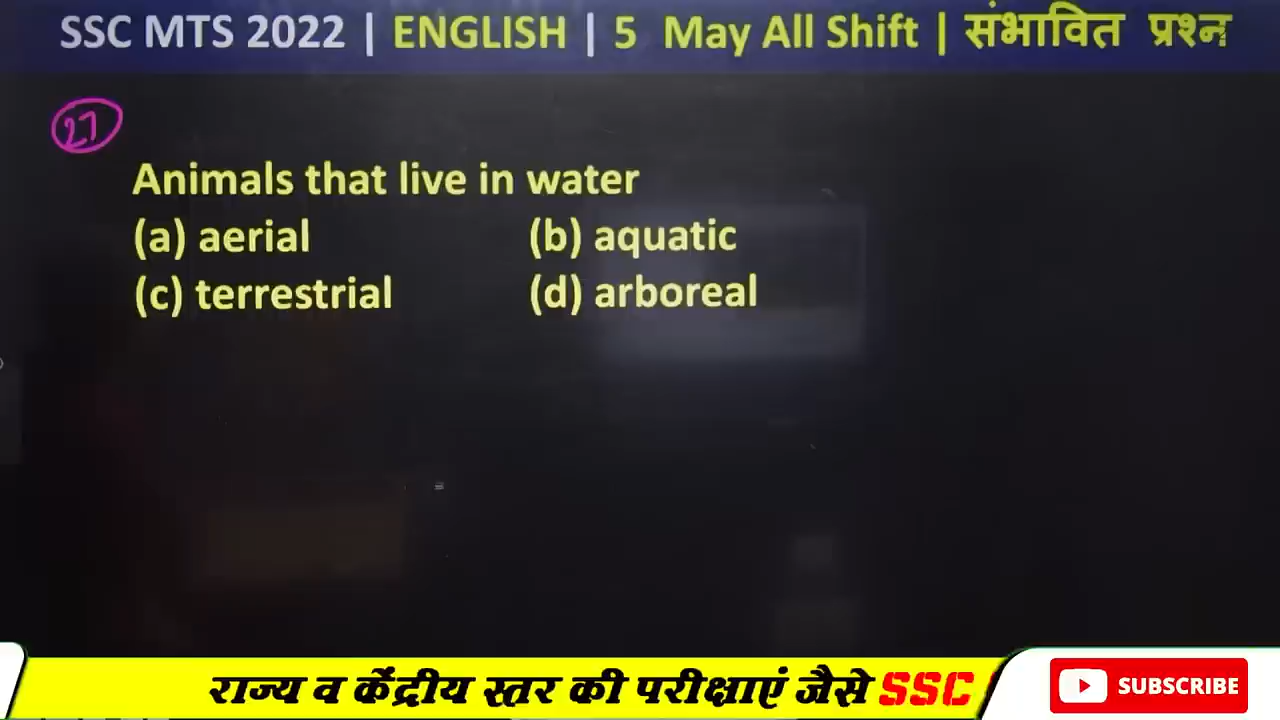 SSC MTS 2022 | ENGLISH | 5 May All Shift | संभावित प्रश्न
27
Animals that live in water
(a) aerial (b) aquatic
(c) terrestrial (d) arboreal
राज्य व केंद्रीय स्तर की परीक्षाएं जैसे SSC
SUBSCRIBE